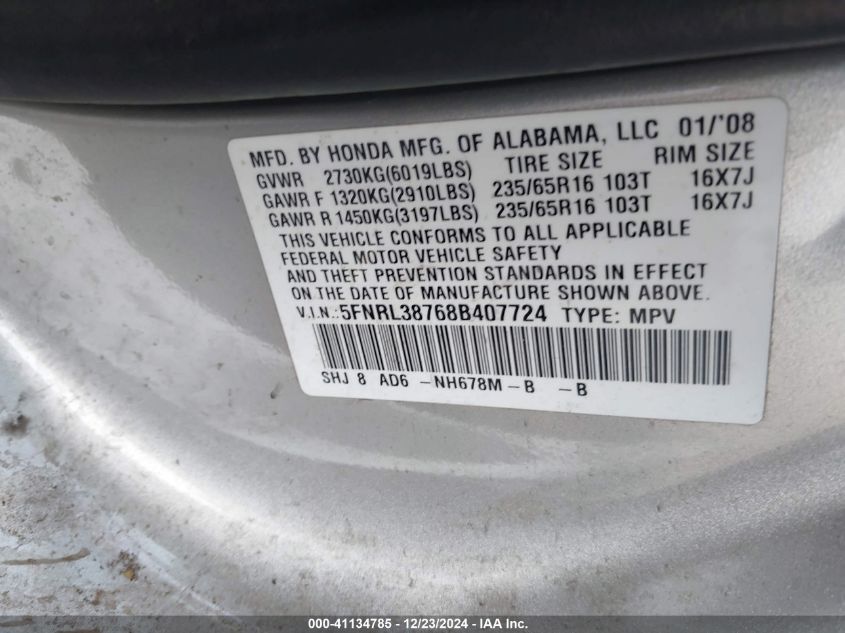 MFD. BY HONDA MFG. OF ALABAMA, LLC 01/'08
GVWR 2730KG(6019LBS) TIRE SIZE RIM SIZE
GAWR F 1320KG(2910LBS) 235/65R16 103T 16X7J
GAWR R 1450KG(3197LBS) 235/65R16 103T 16X7J
THIS VEHICLE CONFORMS TO ALL APPLICABLE
FEDERAL MOTOR VEHICLE SAFETY
AND THEFT PREVENTION STANDARDS IN EFFECT
ON THE DATE OF MANUFACTURE SHOWN ABOVE.
V.I.N.:5FNRL38768B407724 TYPE: MPV
SHJ 8 AD6 -NH678M-B -B
000-41134785 - 12/23/2024 - IAA Inc.